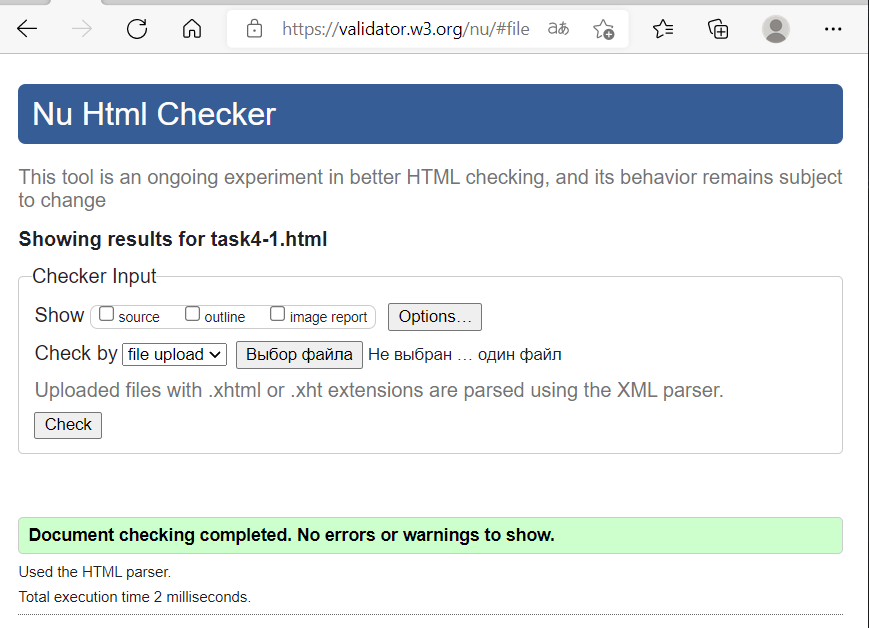 https://validator.w3.org/nu/#file
Nu Html Checker
This tool is an ongoing experiment in better HTML checking, and its behavior remains subject
to change
Showing results for task4-1.html
Checker Input
Show source outline image report Options...
Check by file upload Выбор файла Не выбран ... один файл
Uploaded files with .xhtml or .xht extensions are parsed using the XML parser.
Check
Document checking completed. No errors or warnings to show.
Used the HTML parser.
Total execution time 2 milliseconds.